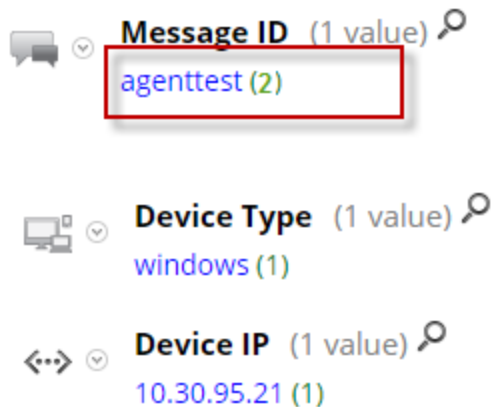 Message ID (1 value)
agenttest (2)
Device Type (1 value)
windows (1)
Device IP (1 value)
10.30.95.21 (1)